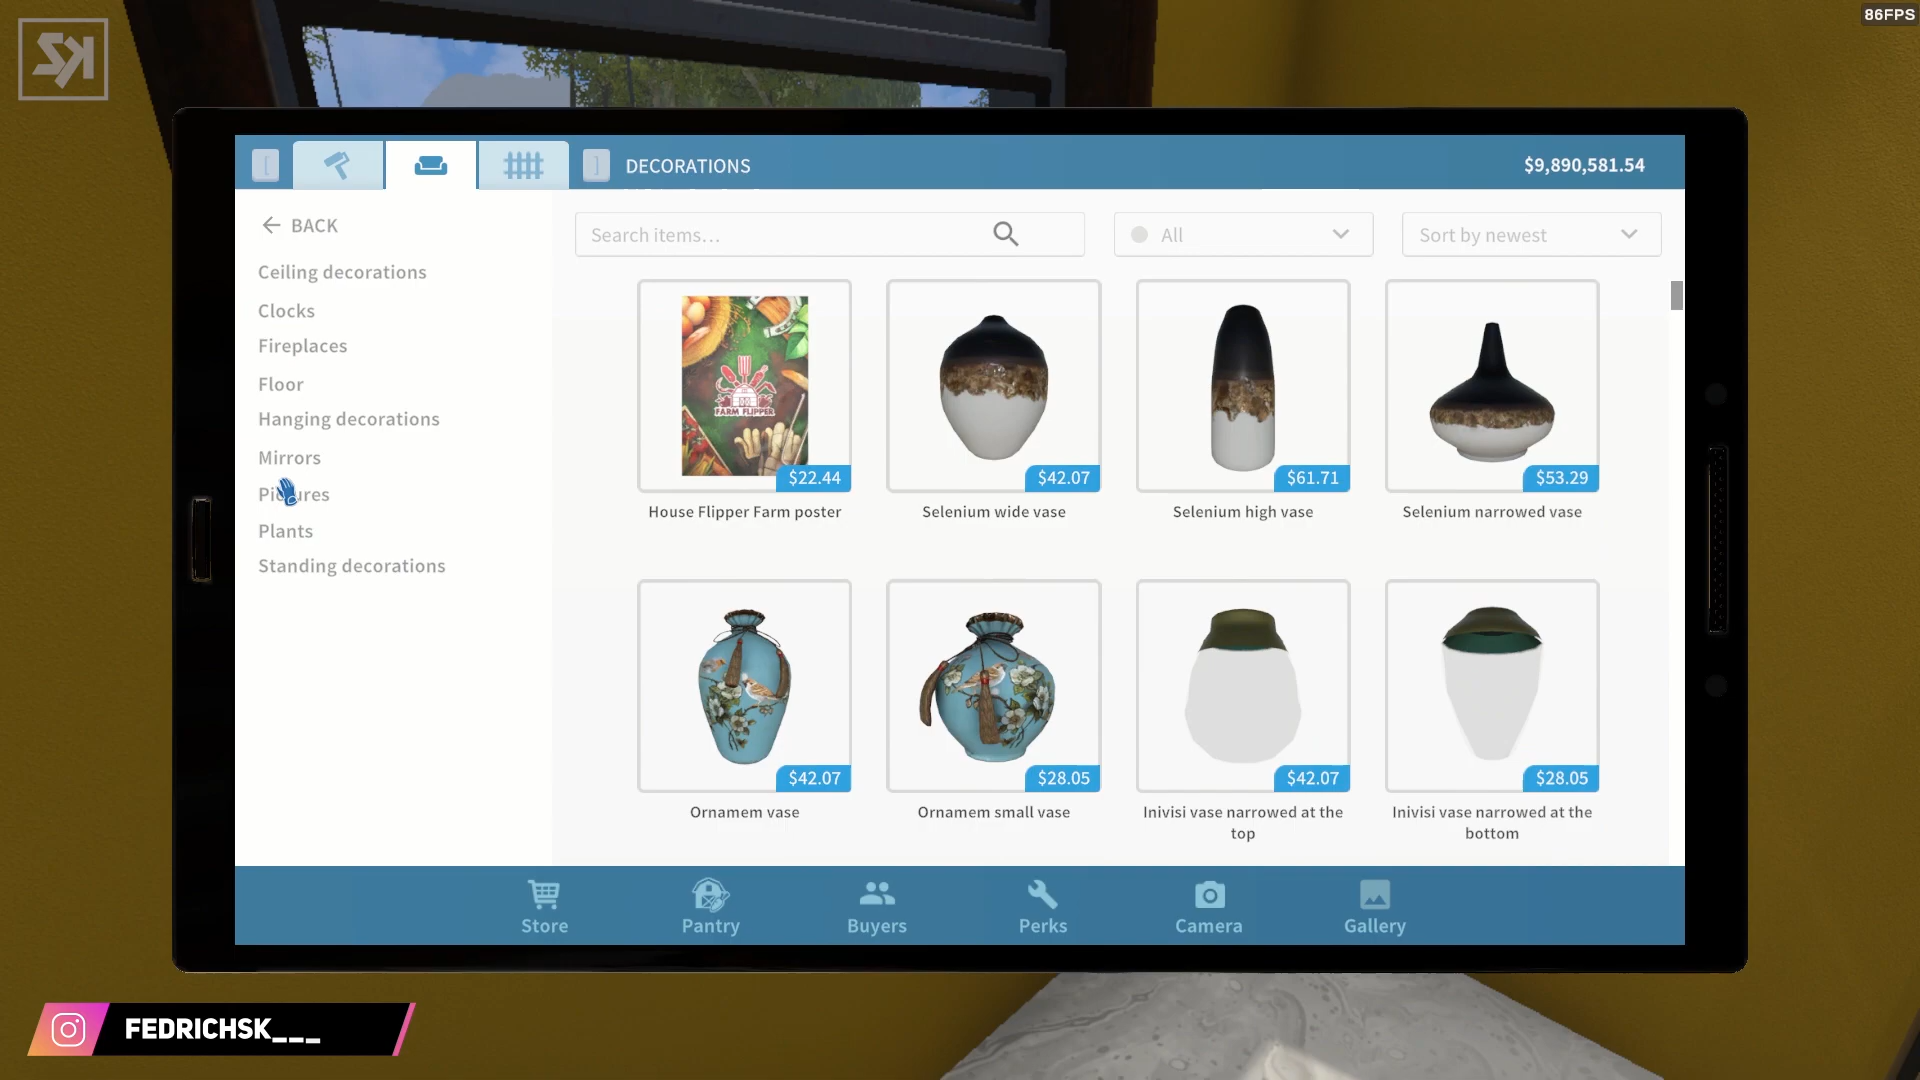 86FPS
SK
[
]
DECORATIONS
$9,890,581.54
BACK
Search items...
All
Sort by newest
Ceiling decorations
Clocks
Fireplaces
Floor
Hanging decorations
Mirrors
Pictures
Plants
Standing decorations
FARM FLIPPER
$22.44
$42.07
$61.71
$53.29
House Flipper Farm poster
Selenium wide vase
Selenium high vase
Selenium narrowed vase
$42.07
$28.05
$42.07
$28.05
Ornamem vase
Ornamem small vase
Inivisi vase narrowed at the
top
Inivisi vase narrowed at the
bottom
Store
Pantry
Buyers
Perks
Camera
Gallery
FEDRICHSK___